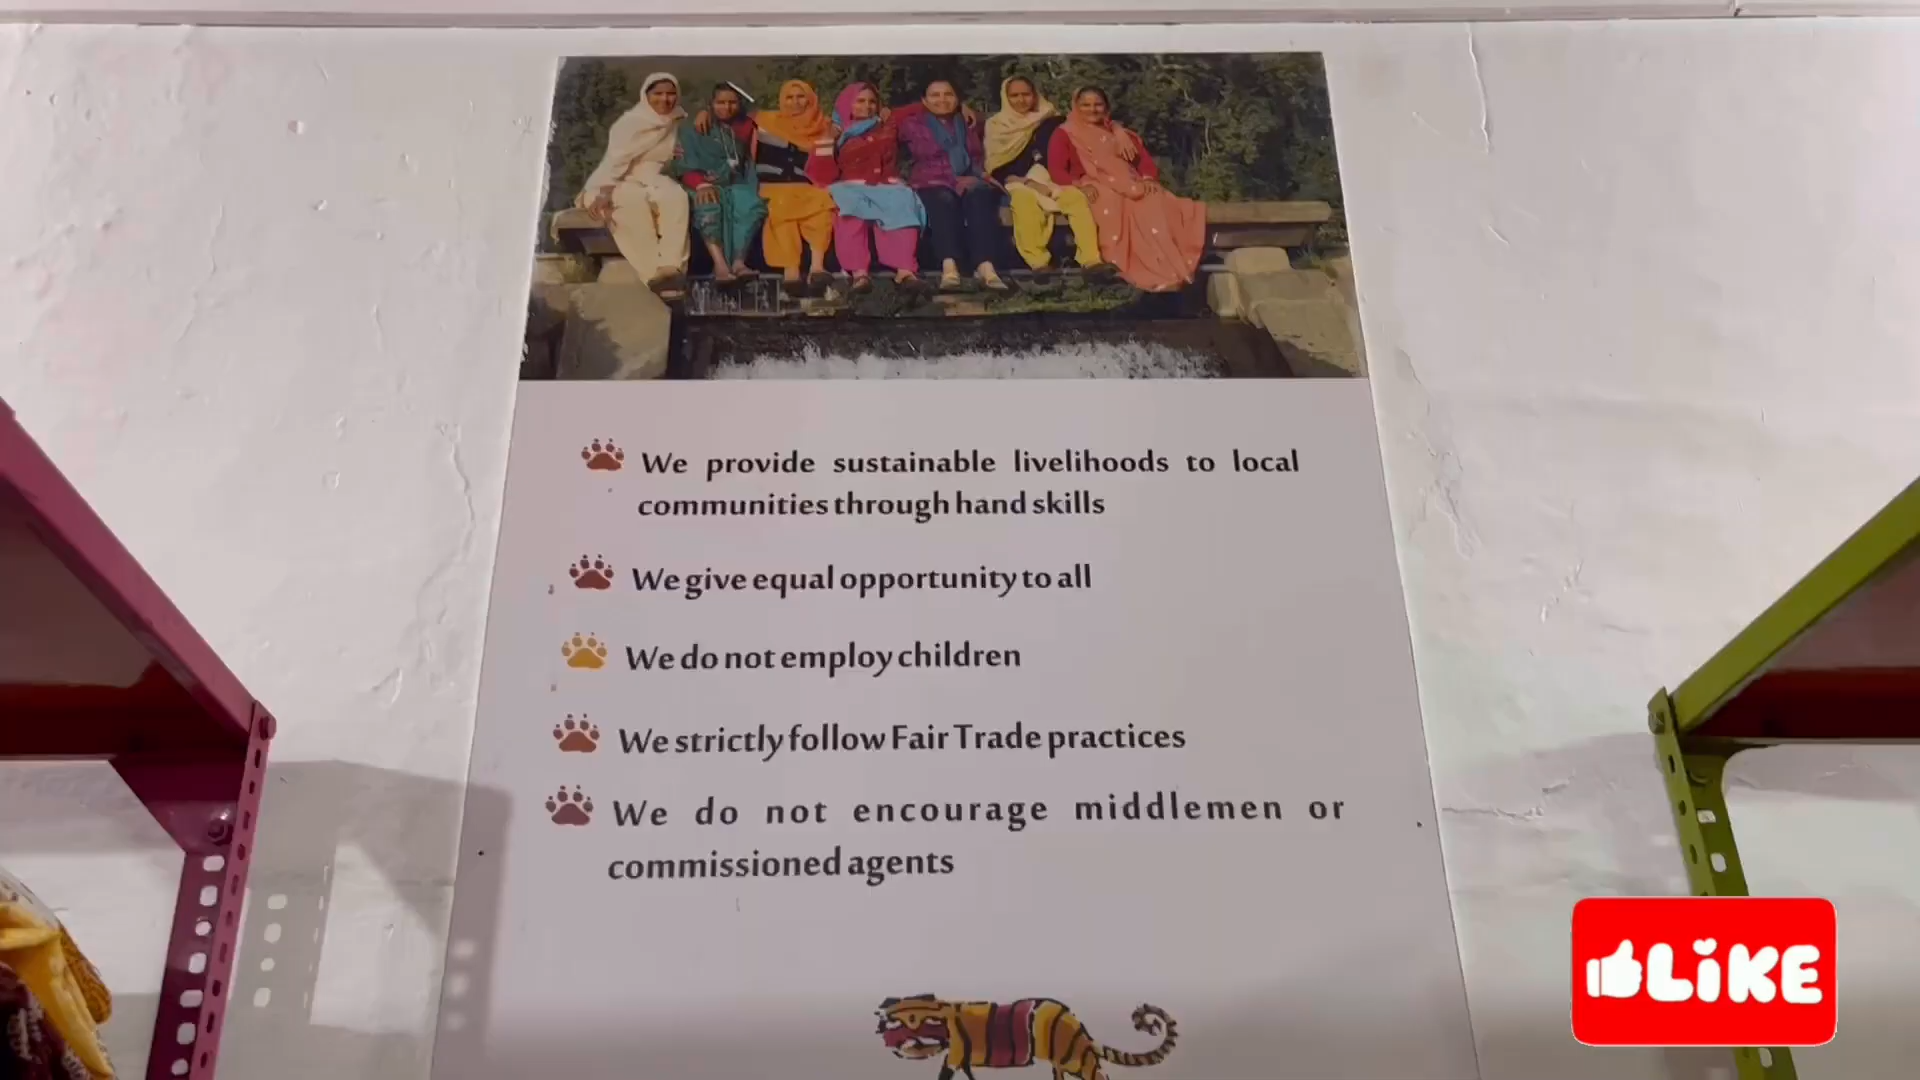 We provide sustainable livelihoods to local
communities through hand skills
We give equal opportunity to all
We do not employ children
We strictly follow Fair Trade practices
We do not encourage middlemen or
commissioned agents
LiKE